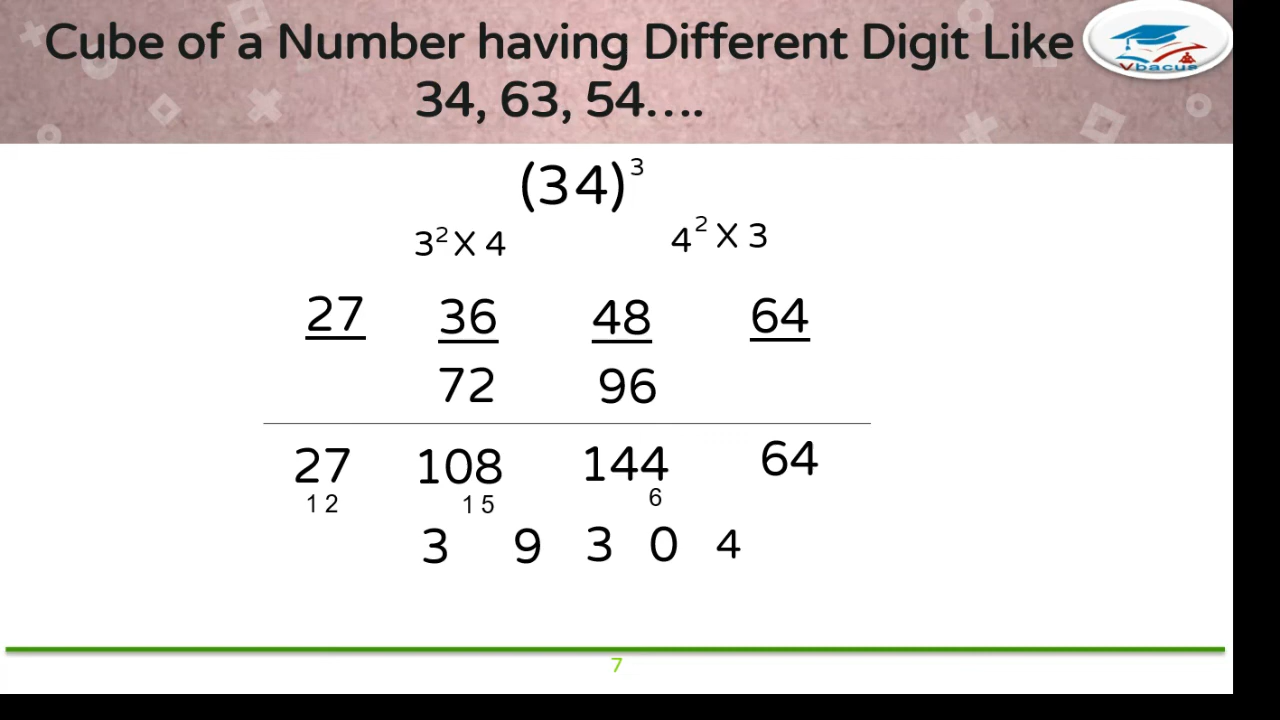 Cube of a Number having Different Digit Like
34, 63, 54....
Vbacus
(34)³
3² X 4 4² X 3
27 36 48 64
72 96
27 108 144 64
12 15 6
3 9 3 0 4
7